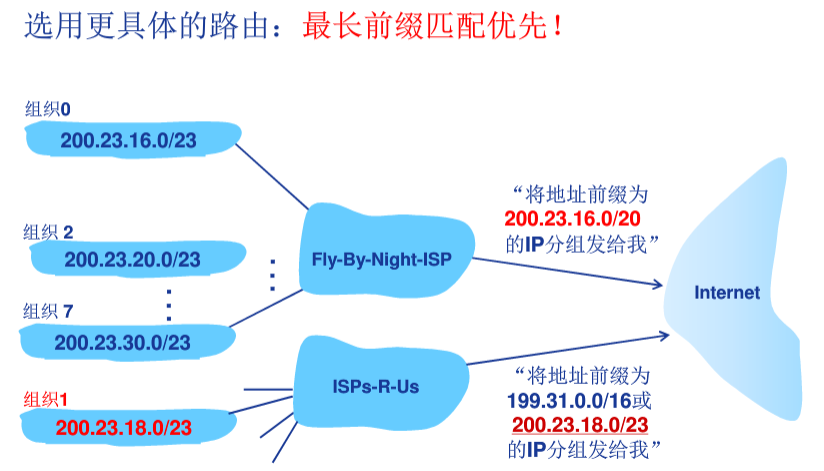 选用更具体的路由：最长前缀匹配优先！
组织0
200.23.16.0/23
组织 2
200.23.20.0/23
组织 7
200.23.30.0/23
组织1
200.23.18.0/23
Fly-By-Night-ISP
ISPs-R-Us
“将地址前缀为
200.23.16.0/20
的IP分组发给我”
Internet
“将地址前缀为
199.31.0.0/16或
200.23.18.0/23
的IP分组发给我”